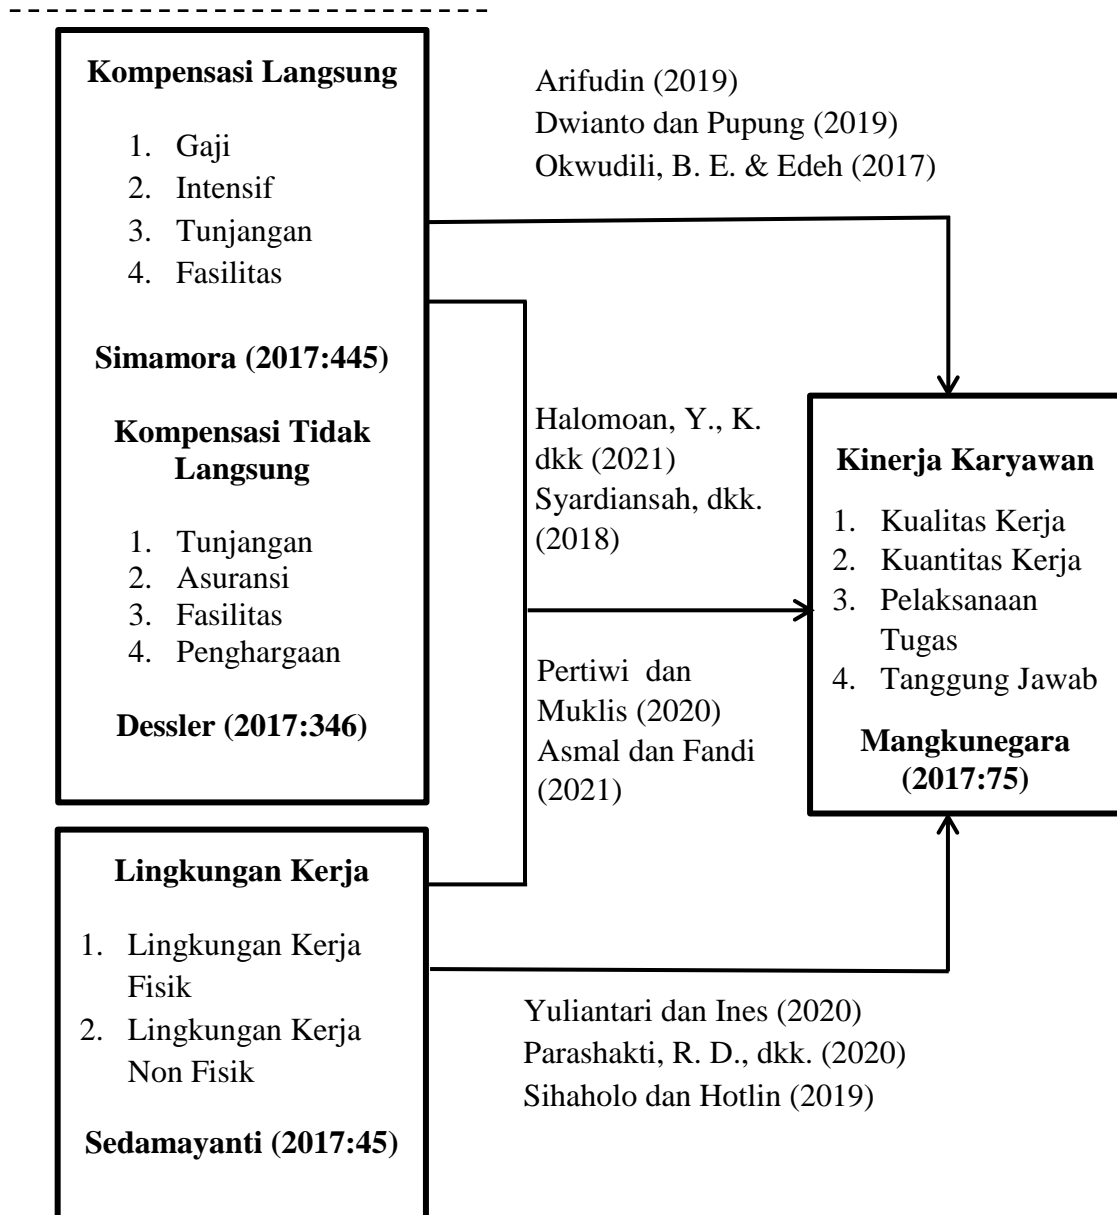 Kompensasi Langsung
1. Gaji
2. Intensif
3. Tunjangan
4. Fasilitas
Simamora (2017:445)
Kompensasi Tidak
Langsung
1. Tunjangan
2. Asuransi
3. Fasilitas
4. Penghargaan
Dessler (2017:346)
Arifudin (2019)
Dwianto dan Pupung (2019)
Okwudili, B. E. & Edeh (2017)
Halomoan, Y., K.
dkk (2021)
Syardiansah, dkk.
(2018)
Pertiwi dan
Muklis (2020)
Asmal dan Fandi
(2021)
Kinerja Karyawan
1. Kualitas Kerja
2. Kuantitas Kerja
3. Pelaksanaan
Tugas
4. Tanggung Jawab
Mangkunegara
(2017:75)
Lingkungan Kerja
1. Lingkungan Kerja
Fisik
2. Lingkungan Kerja
Non Fisik
Sedamayanti (2017:45)
Yuliantari dan Ines (2020)
Parashakti, R. D., dkk. (2020)
Sihaholo dan Hotlin (2019)